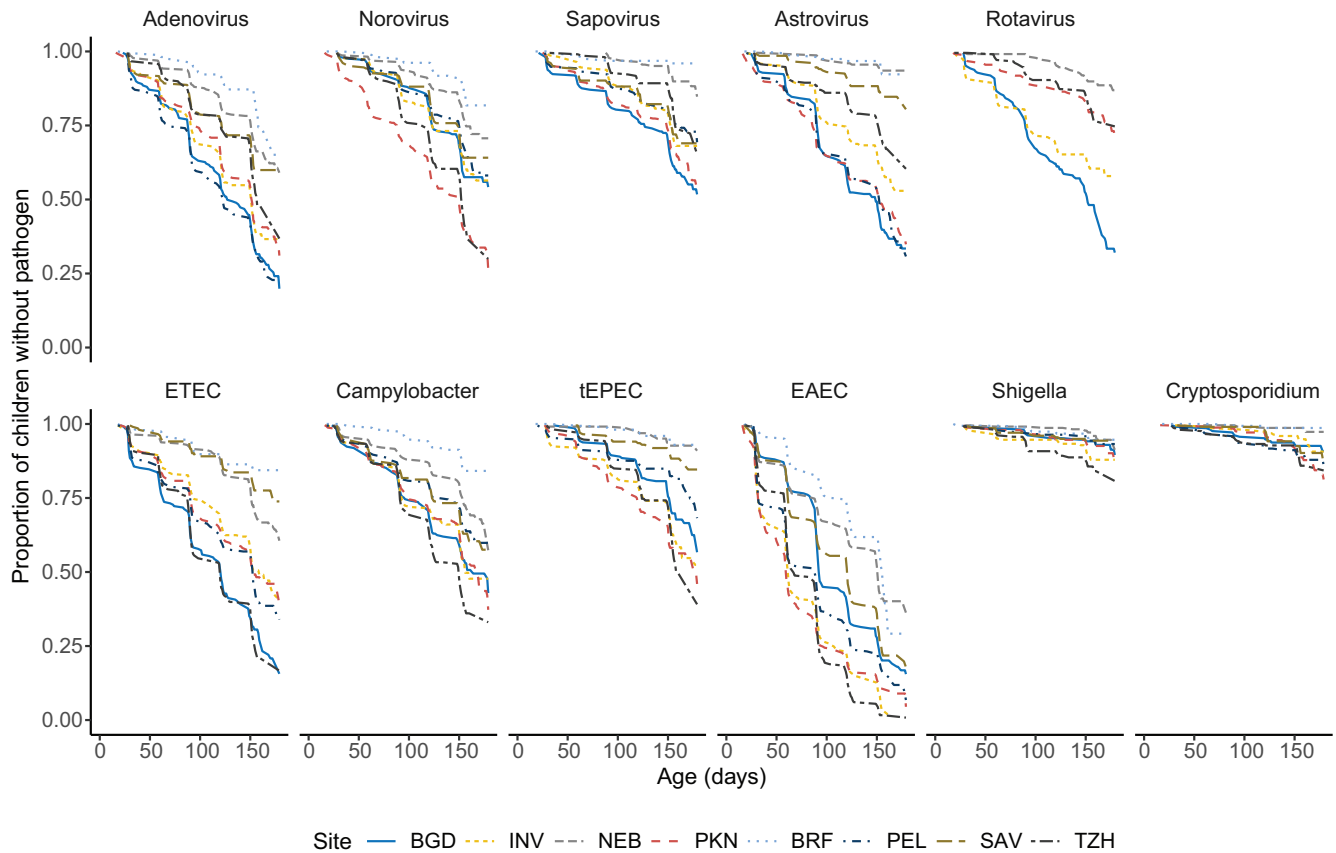 Adenovirus Norovirus Sapovirus Astrovirus Rotavirus
1.00
0.75
0.50
0.25
0.00
Proportion of children without pathogen
ETEC Campylobacter tEPEC EAEC Shigella Cryptosporidium
1.00
0.75
0.50
0.25
0.00
0 50 100 150 0 50 100 150 0 50 100 150 0 50 100 150 0 50 100 150 0 50 100 150
Age (days)
Site BGD INV NEB PKN BRF PEL SAV TZH